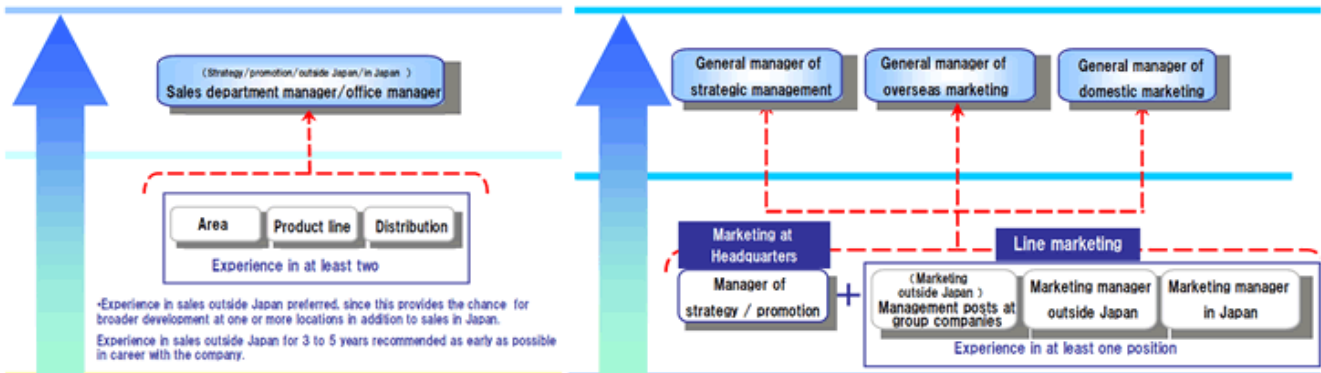 (Strategy/promotion/outside Japan/in Japan )
Sales department manager/office manager
Area
Product line
Distribution
Experience in at least two
•Experience in sales outside Japan preferred, since this provides the chance for
broader development at one or more locations in addition to sales in Japan.
Experience in sales outside Japan for 3 to 5 years recommended as early as possible
in career with the company.
General manager of
strategic management
General manager of
overseas marketing
General manager of
domestic marketing
Marketing at
Headquarters
Manager of
strategy / promotion
+
Line marketing
(Marketing
outside Japan )
Management posts at
group companies
Marketing manager
outside Japan
Marketing manager
in Japan
Experience in at least one position